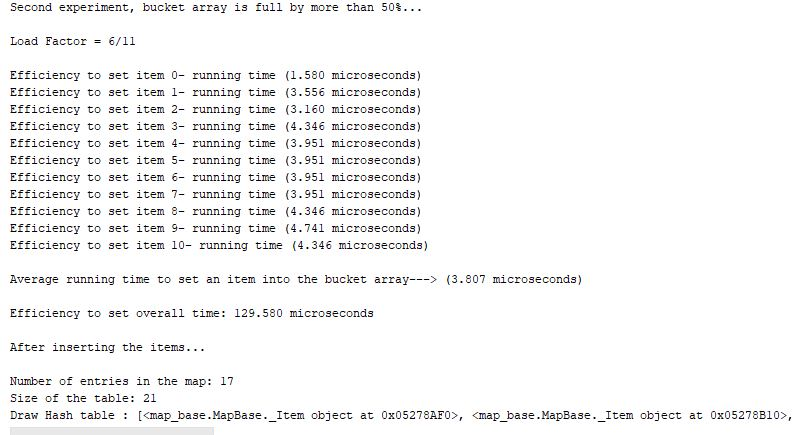 Second experiment, bucket array is full by more than 50%...
Load Factor = 6/11
Efficiency to set item 0- running time (1.580 microseconds)
Efficiency to set item 1- running time (3.556 microseconds)
Efficiency to set item 2- running time (3.160 microseconds)
Efficiency to set item 3- running time (4.346 microseconds)
Efficiency to set item 4- running time (3.951 microseconds)
Efficiency to set item 5- running time (3.951 microseconds)
Efficiency to set item 6- running time (3.951 microseconds)
Efficiency to set item 7- running time (3.951 microseconds)
Efficiency to set item 8- running time (4.346 microseconds)
Efficiency to set item 9- running time (4.741 microseconds)
Efficiency to set item 10- running time (4.346 microseconds)
Average running time to set an item into the bucket array---> (3.807 microseconds)
Efficiency to set overall time: 129.580 microseconds
After inserting the items...
Number of entries in the map: 17
Size of the table: 21
Draw Hash table : [<map_base.MapBase._Item object at 0x05278AF0>, <map_base.MapBase._Item object at 0x05278B10>,